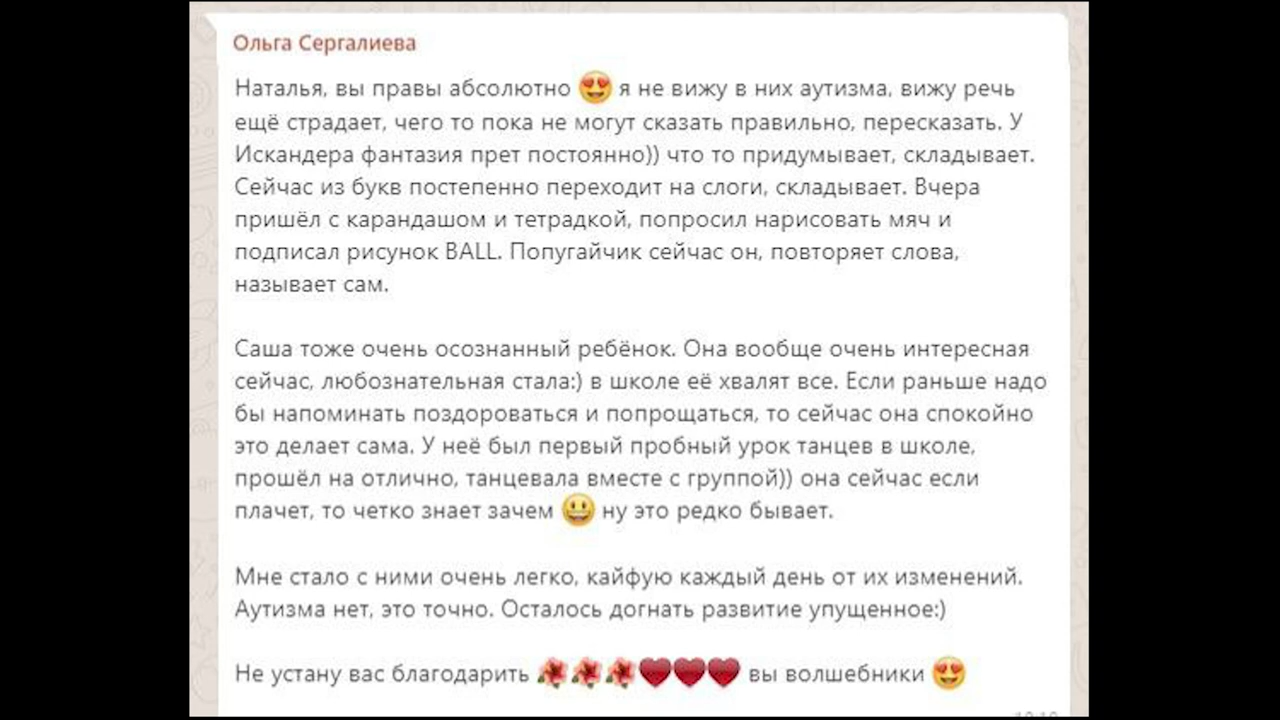 Ольга Сергалиева
Наталья, вы правы абсолютно 😍 я не вижу в них аутизма, вижу речь
ещё страдает, чего то пока не могут сказать правильно, пересказать. У
Искандера фантазия прет постоянно)) что то придумывает, складывает.
Сейчас из букв постепенно переходит на слоги, складывает. Вчера
пришёл с карандашом и тетрадкой, попросил нарисовать мяч и
подписал рисунок BALL. Попугайчик сейчас он, повторяет слова,
называет сам.
Саша тоже очень осознанный ребёнок. Она вообще очень интересная
сейчас, любознательная стала:) в школе её хвалят все. Если раньше надо
бы напоминать поздороваться и попрощаться, то сейчас она спокойно
это делает сама. У неё был первый пробный урок танцев в школе,
прошёл на отлично, танцевала вместе с группой)) она сейчас если
плачет, то четко знает зачем 😃 ну это редко бывает.
Мне стало с ними очень легко, кайфую каждый день от их изменений.
Аутизма нет, это точно. Осталось догнать развитие упущенное:)
Не устану вас благодарить 🌺🌺🌺❤❤❤ вы волшебники 😍